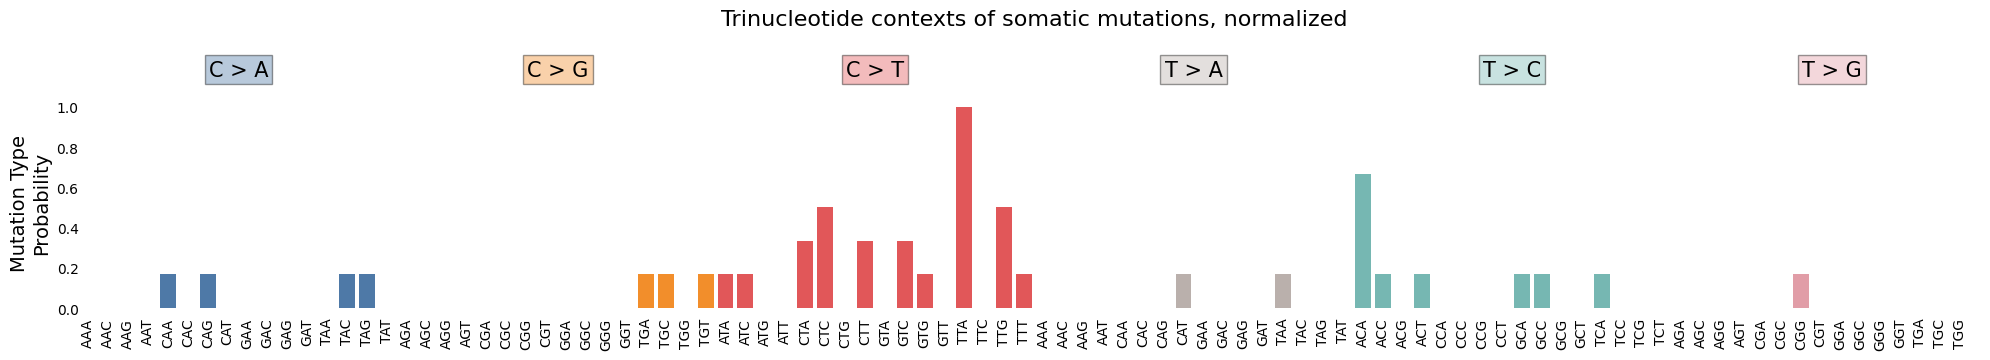 Trinucleotide contexts of somatic mutations, normalized
C > A
C > G
C > T
T > A
T > C
T > G
Mutation Type
Probability
1.0
0.8
0.6
0.4
0.2
0.0
AAA
AAC
AAG
AAT
CAA
CAC
CAG
CAT
GAA
GAC
GAG
GAT
TAA
TAC
TAG
TAT
AGA
AGC
AGG
AGT
CGA
CGC
CGG
CGT
GGA
GGC
GGG
GGT
TGA
TGC
TGG
TGT
ATA
ATC
ATG
ATT
CTA
CTC
CTG
CTT
GTA
GTC
GTG
GTT
TTA
TTC
TTG
TTT
AAA
AAC
AAG
AAT
CAA
CAC
CAG
CAT
GAA
GAC
GAG
GAT
TAA
TAC
TAG
TAT
ACA
ACC
ACG
ACT
CCA
CCC
CCG
CCT
GCA
GCC
GCG
GCT
TCA
TCC
TCG
TCT
AGA
AGC
AGG
AGT
CGA
CGC
CGG
CGT
GGA
GGC
GGG
GGT
TGA
TGC
TGG